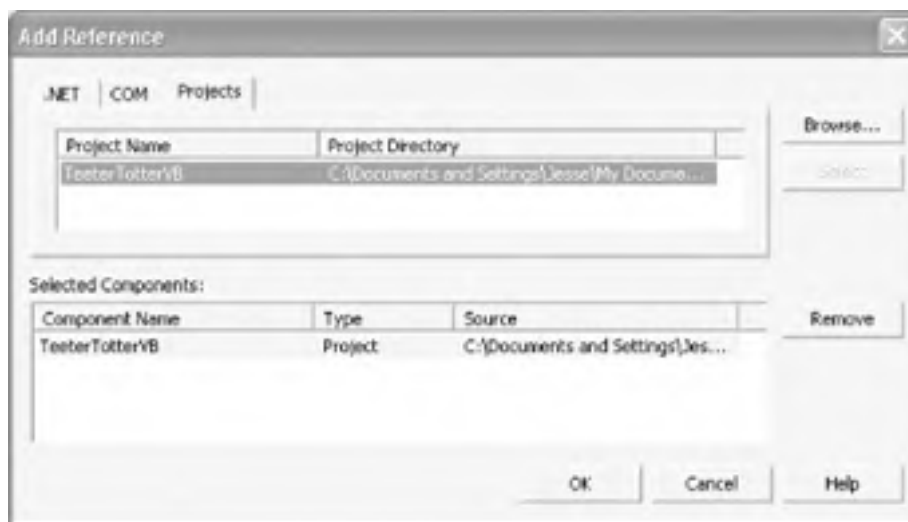 Add Reference
.NET COM Projects
Browse...
Project Name Project Directory
TeeterTotterVB C:\Documents and Settings\Jesse\My Docume...
Select
Selected Components:
Component Name Type Source
Remove
TeeterTotterVB Project C:\Documents and Settings\Jes...
OK Cancel Help